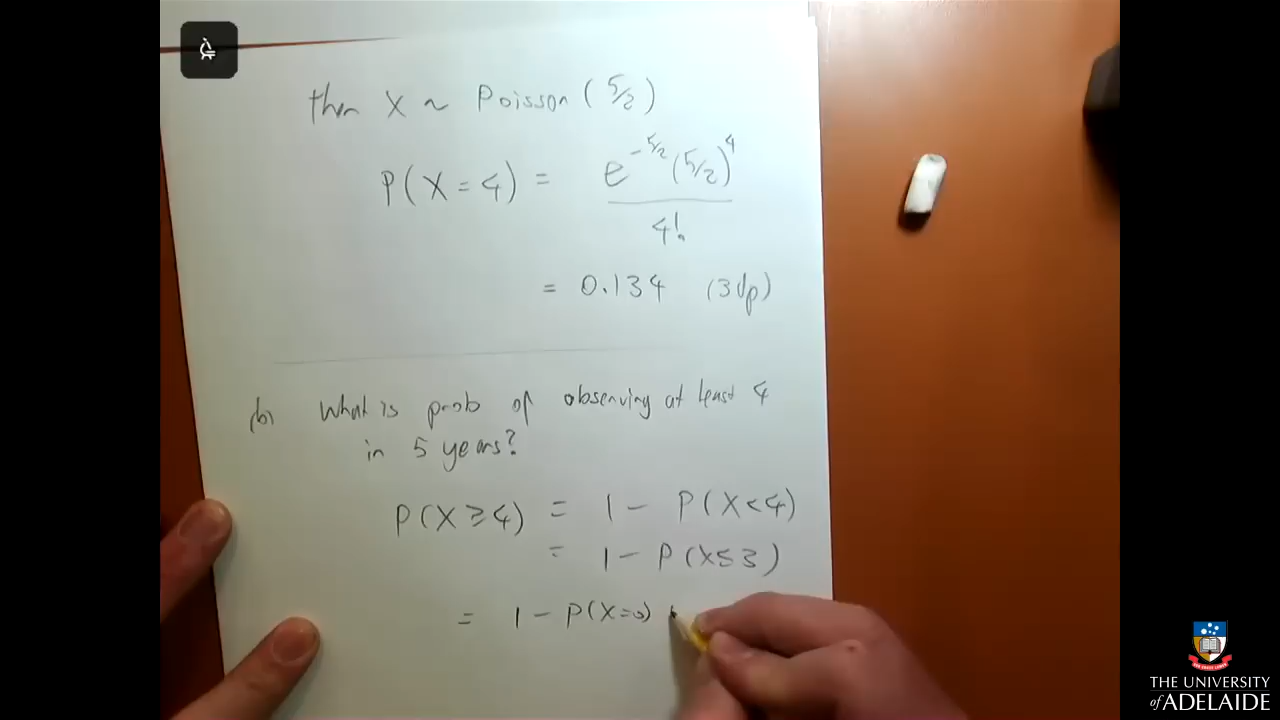 then X ~ Poisson (5/2)
P(X=4) = e^{-5/2} (5/2)^4 / 4!
= 0.134 (3dp)
(b) What is prob of observing at least 4
in 5 years?
P(X≥4) = 1 - P(X<4)
= 1 - P(X≤3)
= 1 - P(X=0)
THE UNIVERSITY
of ADELAIDE